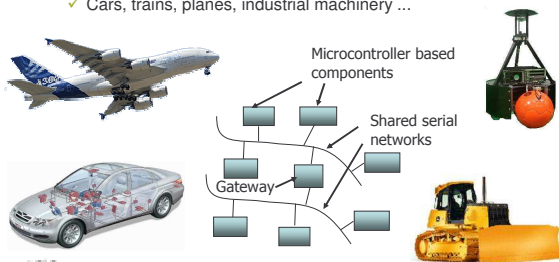 ✓ Cars, trains, planes, industrial machinery ...
Microcontroller based
components
Shared serial
networks
Gateway